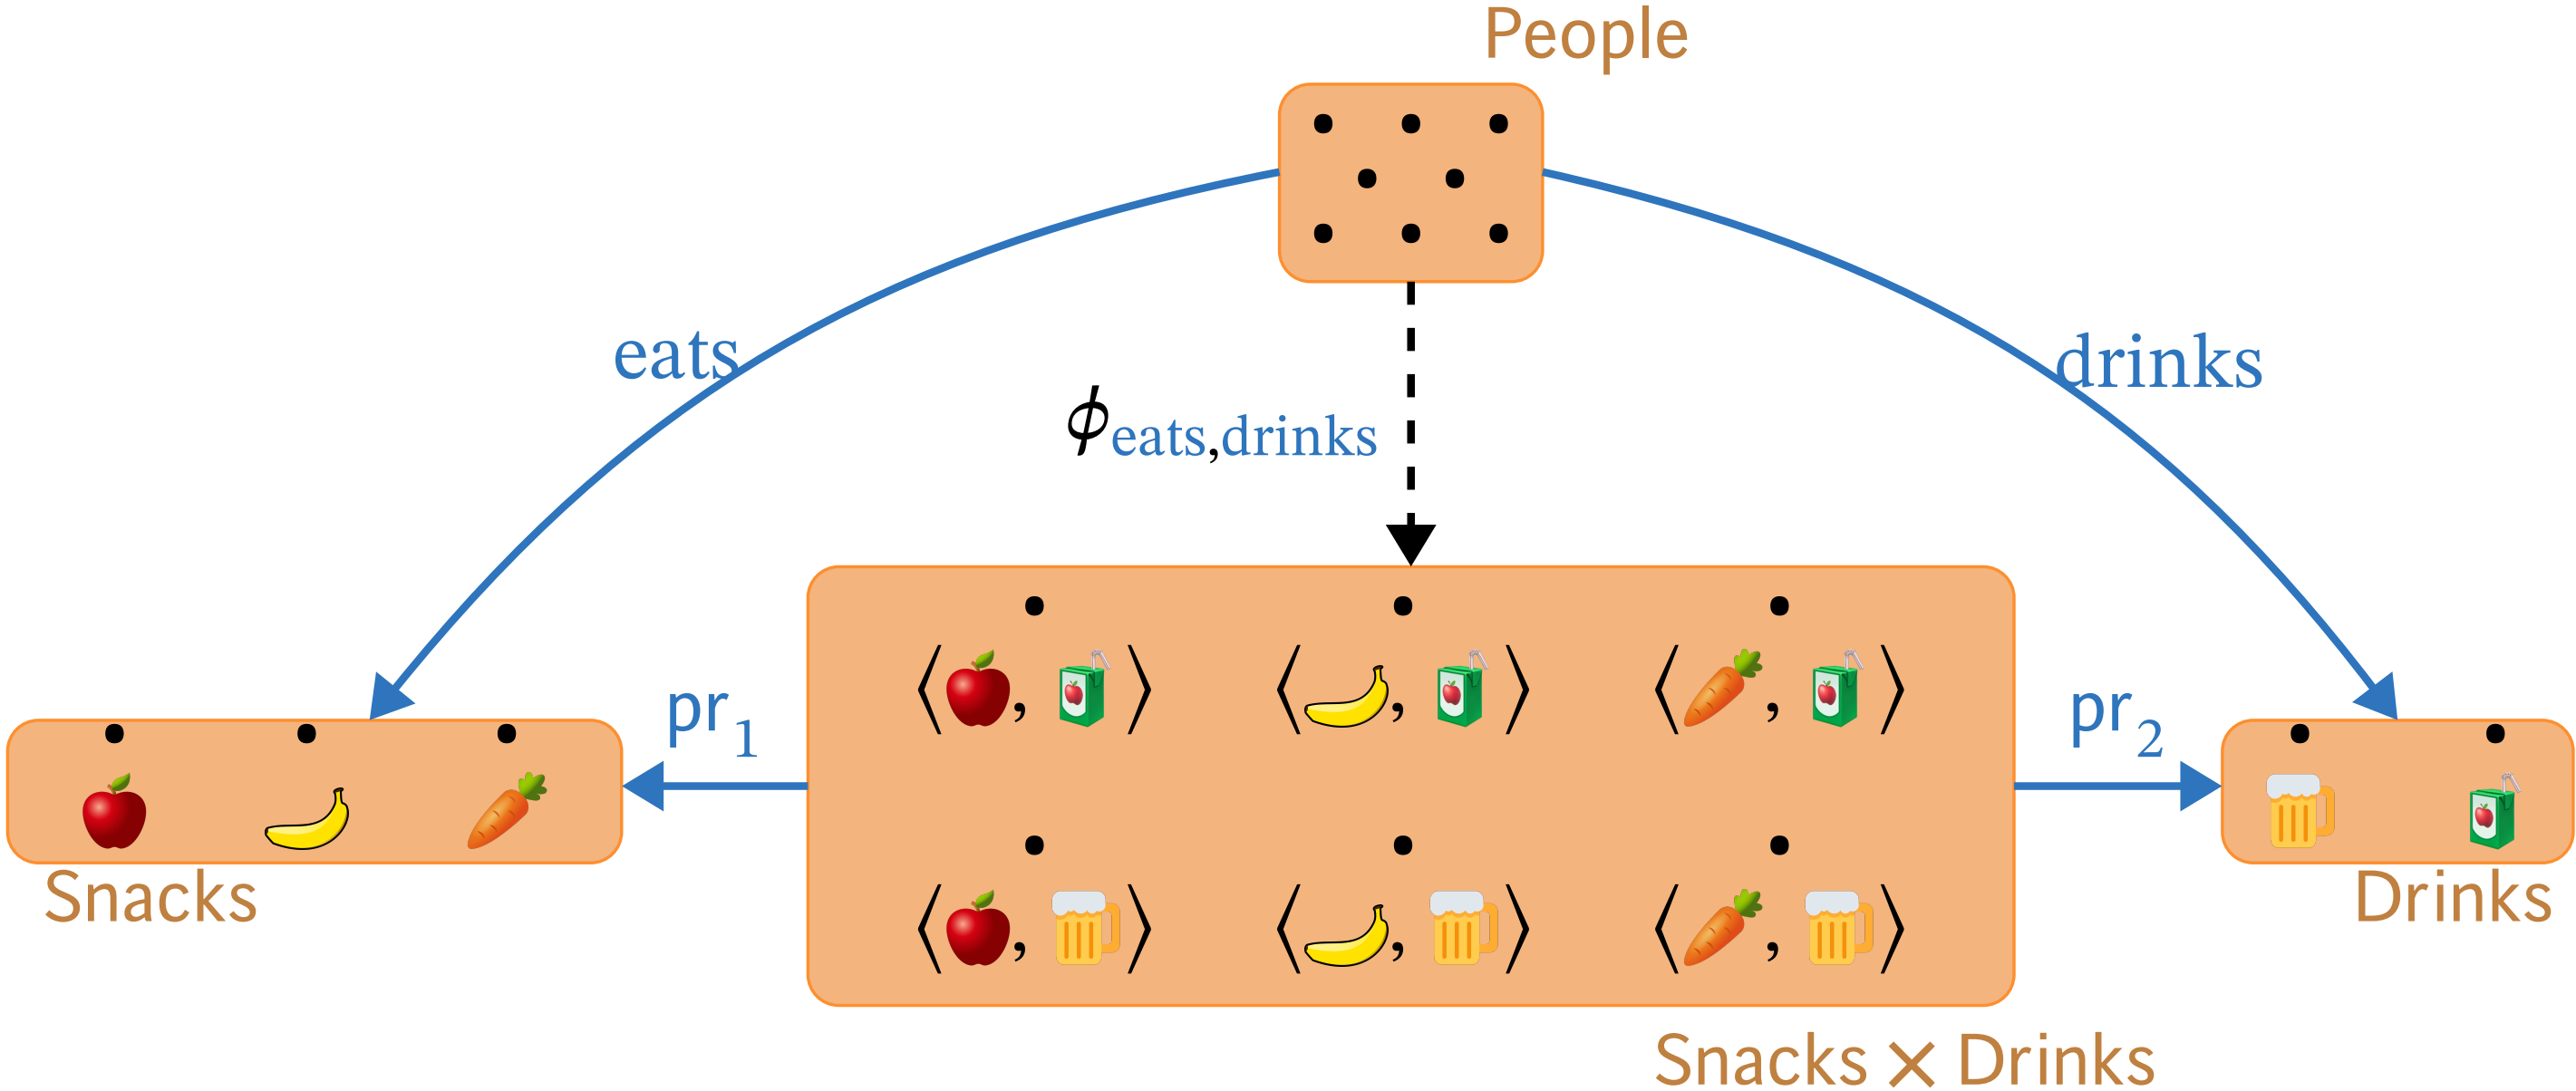 People
eats
drinks
ϕeats,drinks
pr1
pr2
⟨ , ⟩ ⟨ , ⟩ ⟨ , ⟩
Snacks
Drinks
⟨ , ⟩ ⟨ , ⟩ ⟨ , ⟩
Snacks × Drinks